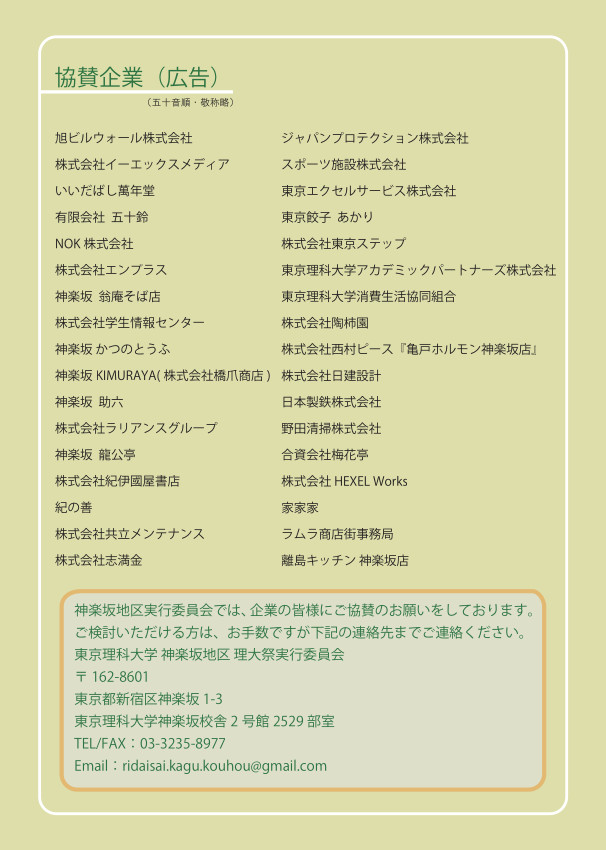 協賛企業（広告）
（五十音順・敬称略）
旭ビルウォール株式会社
株式会社イーエックスメディア
いいだばし萬年堂
有限会社 五十鈴
NOK 株式会社
株式会社エンプラス
神楽坂 翁庵そば店
株式会社学生情報センター
神楽坂 かつのとうふ
神楽坂 KIMURAYA( 株式会社橋爪商店 )
神楽坂 助六
株式会社ラリアンスグループ
神楽坂 龍公亭
株式会社紀伊國屋書店
紀の善
株式会社共立メンテナンス
株式会社志満金
ジャパンプロテクション株式会社
スポーツ施設株式会社
東京エクセルサービス株式会社
東京餃子 あかり
株式会社東京ステップ
東京理科大学アカデミックパートナーズ株式会社
東京理科大学消費生活協同組合
株式会社陶柿園
株式会社西村ピース『亀戸ホルモン神楽坂店』
株式会社日建設計
日本製鉄株式会社
野田清掃株式会社
合資会社梅花亭
株式会社 HEXEL Works
家家家
ラムラ商店街事務局
離島キッチン 神楽坂店
神楽坂地区実行委員会では、企業の皆様にご協賛のお願いをしております。
ご検討いただける方は、お手数ですが下記の連絡先までご連絡ください。
東京理科大学 神楽坂地区 理大祭実行委員会
〒 162-8601
東京都新宿区神楽坂 1-3
東京理科大学神楽坂校舎 2 号館 2529 部室
TEL/FAX：03-3235-8977
Email：ridaisai.kagu.kouhou@gmail.com